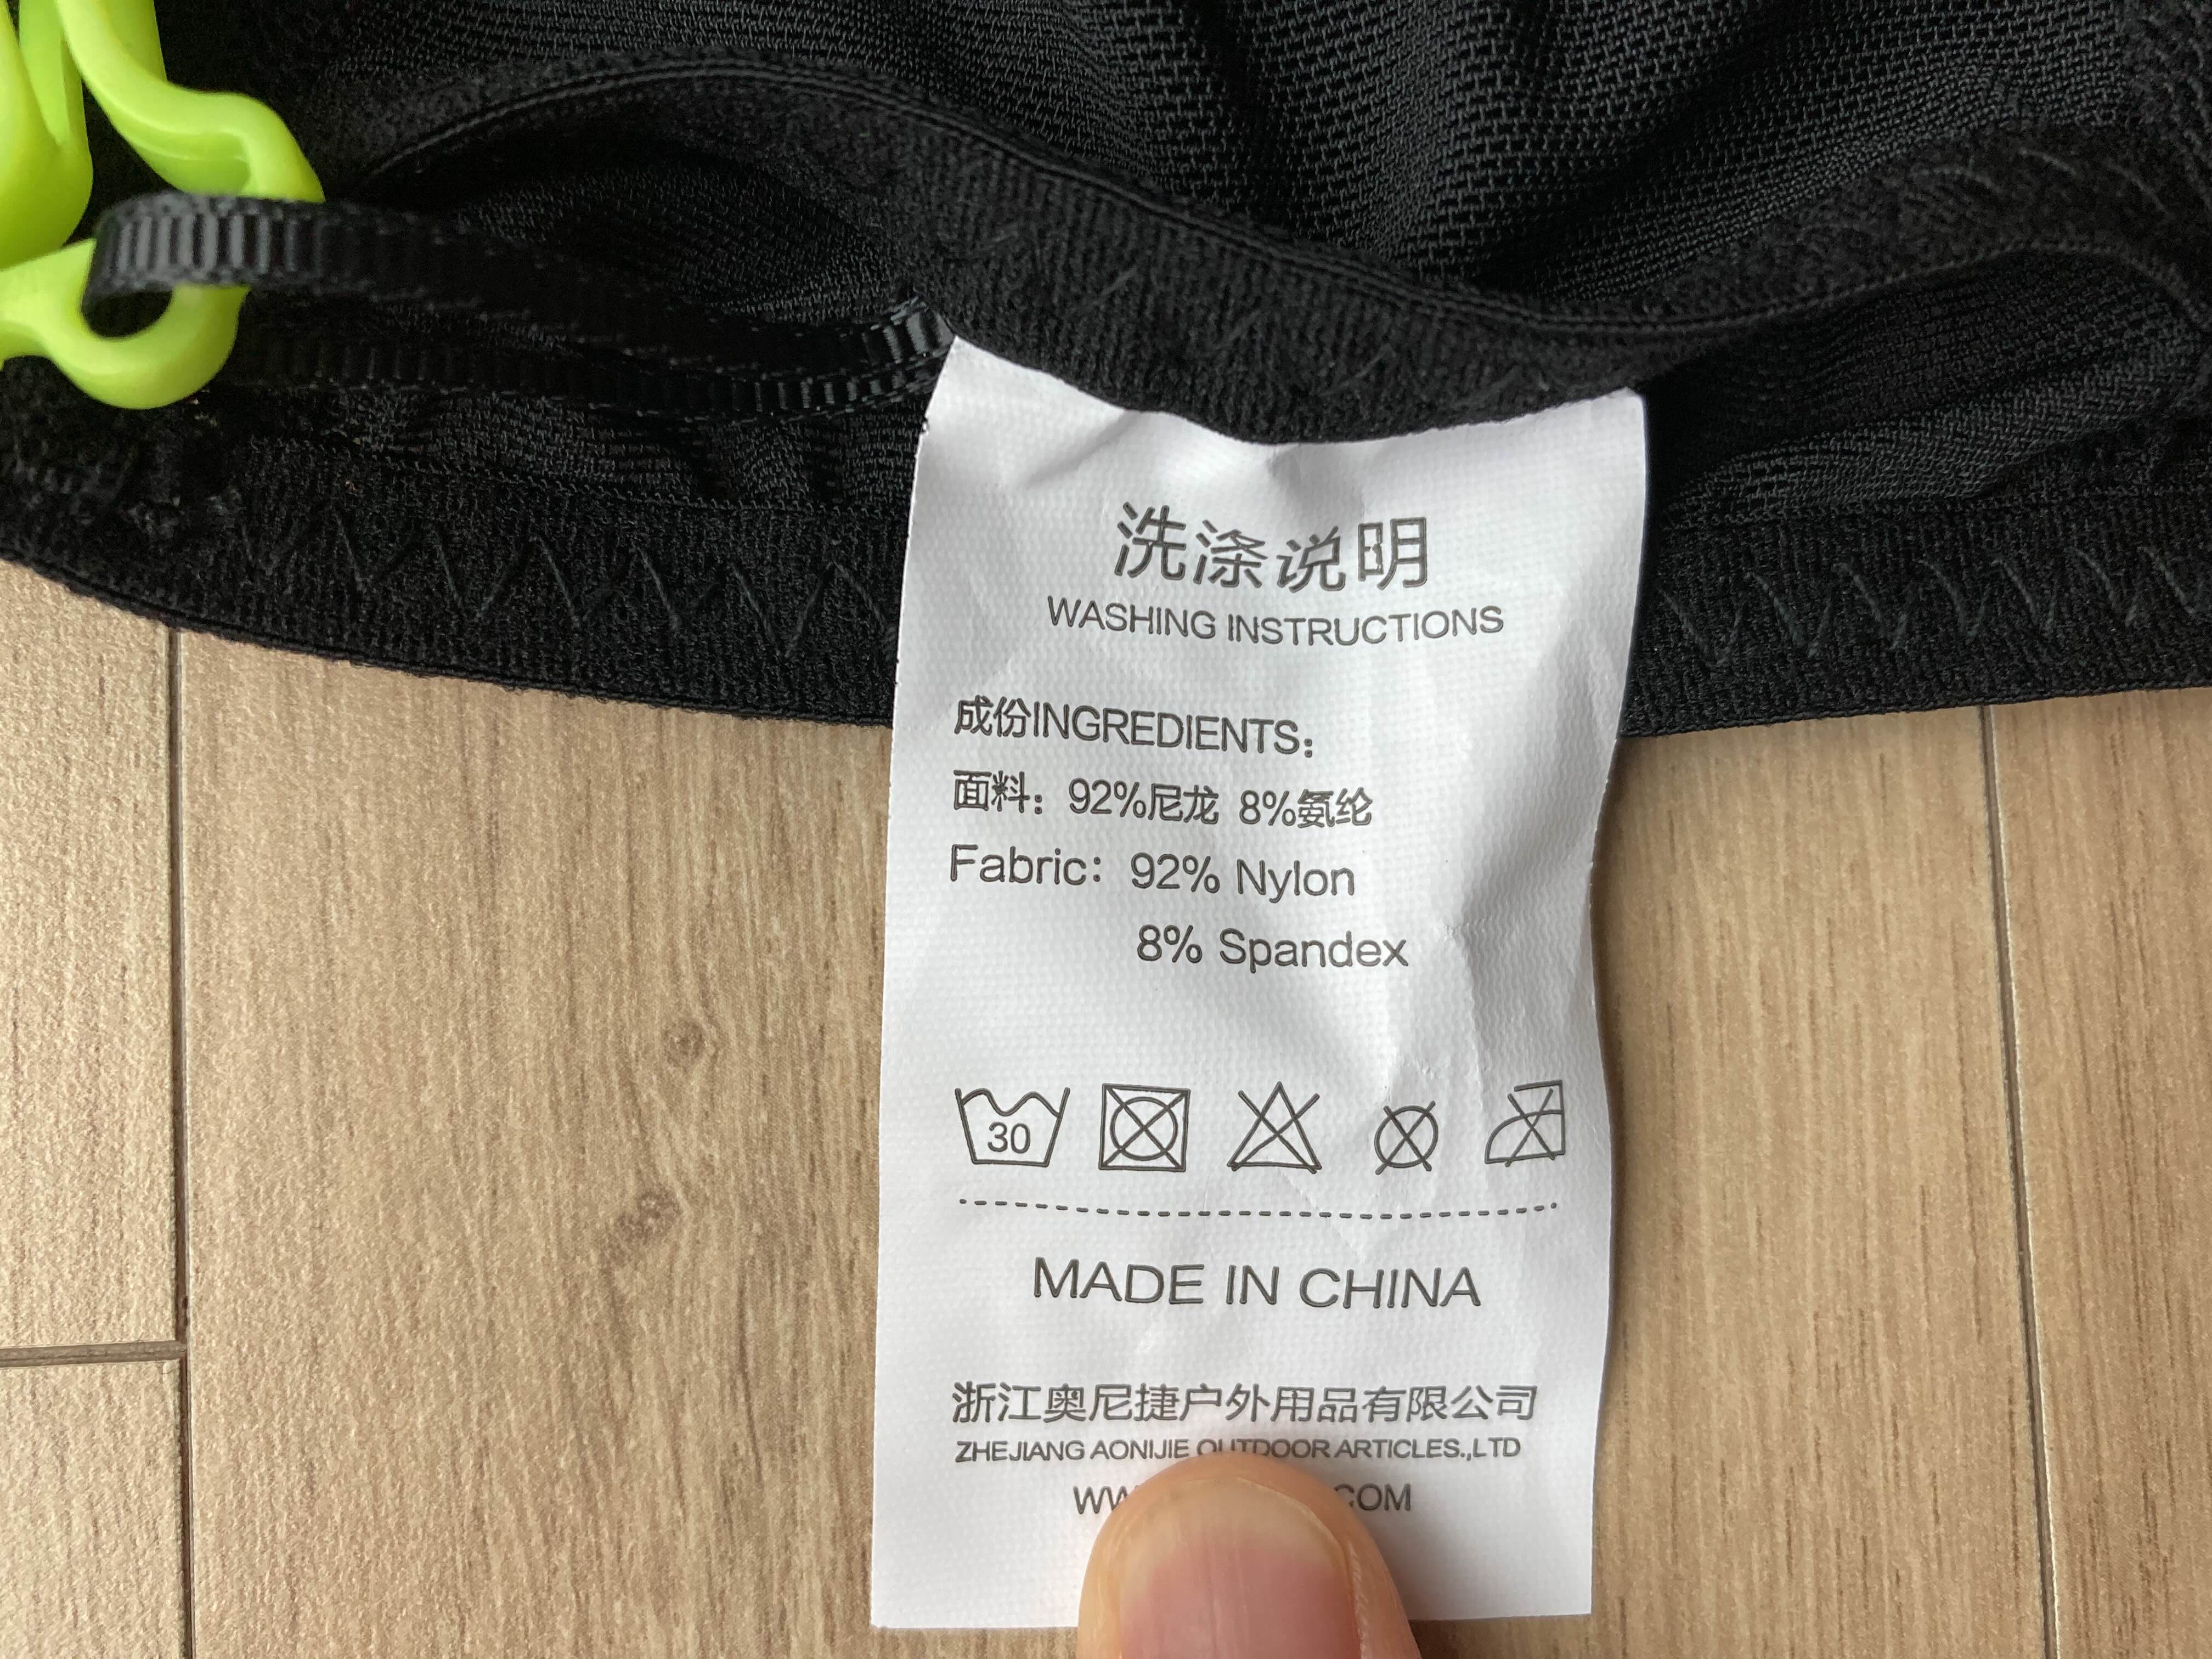 洗涤说明
WASHING INSTRUCTIONS
成份INGREDIENTS：
面料：92%尼龙 8%氨纶
Fabric：92% Nylon
8% Spandex
30
MADE IN CHINA
浙江奥尼捷户外用品有限公司
ZHEJIANG AONIJIE OUTDOOR ARTICLES.,LTD